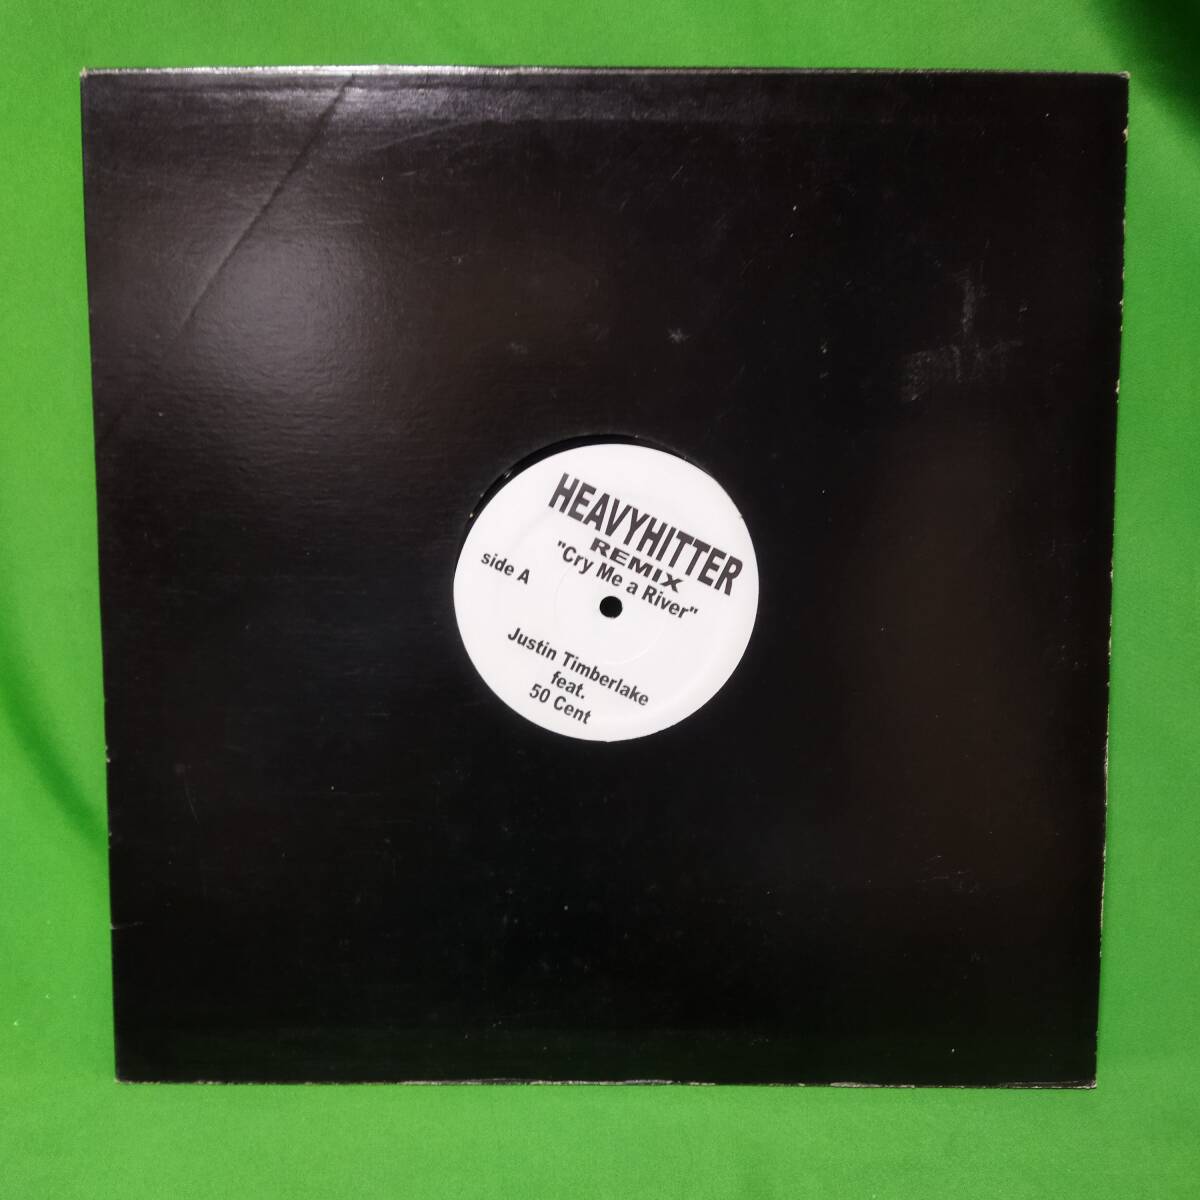 HEAVYHITTER
REMIX
"Cry Me a River"
side A
Justin Timberlake
feat.
50 Cent